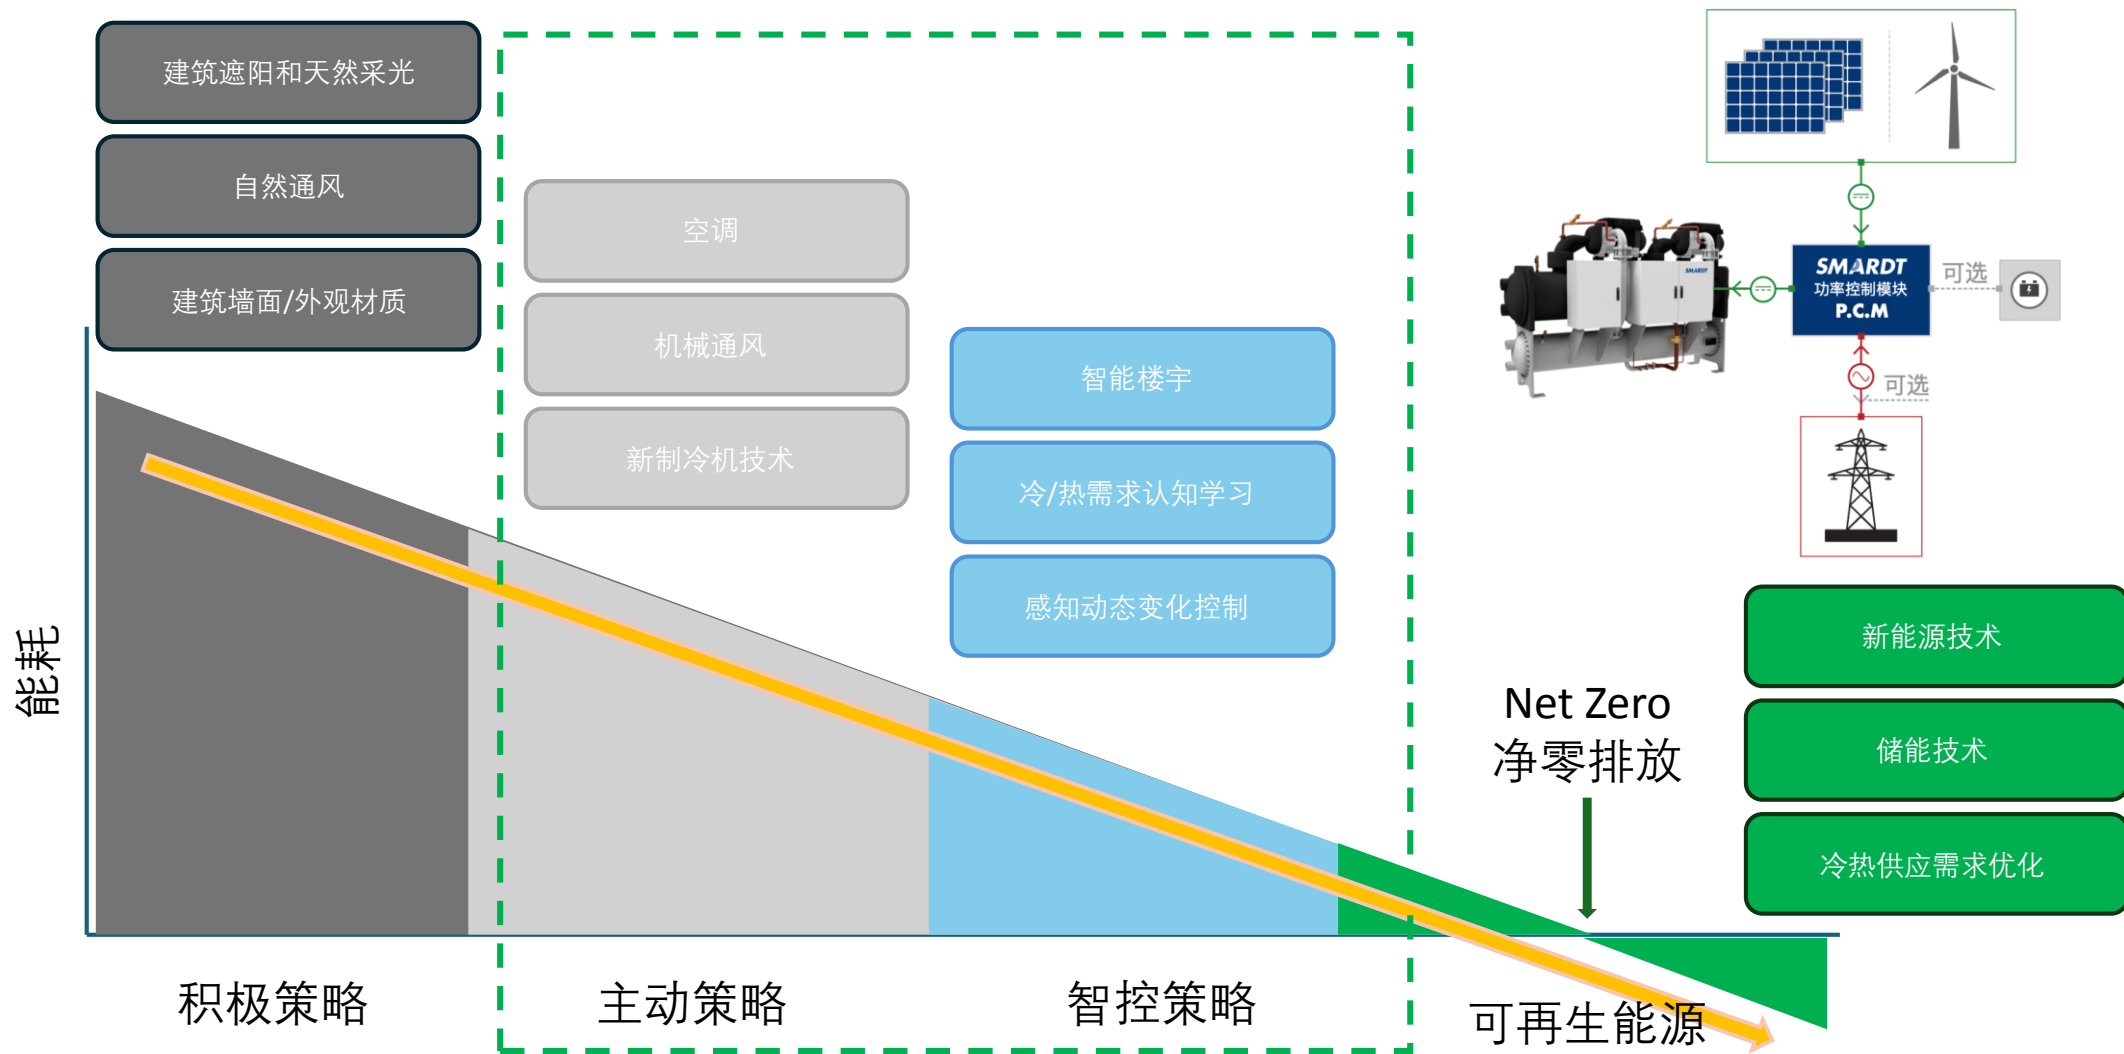 建筑遮阳和天然采光
自然通风
建筑墙面/外观材质
空调
机械通风
新制冷机技术
智能楼宇
冷/热需求认知学习
感知动态变化控制
SMARDT
SMARDT
功率控制模块
P.C.M
可选
可选
新能源技术
储能技术
冷热供应需求优化
Net Zero
净零排放
能耗
积极策略
主动策略
智控策略
可再生能源